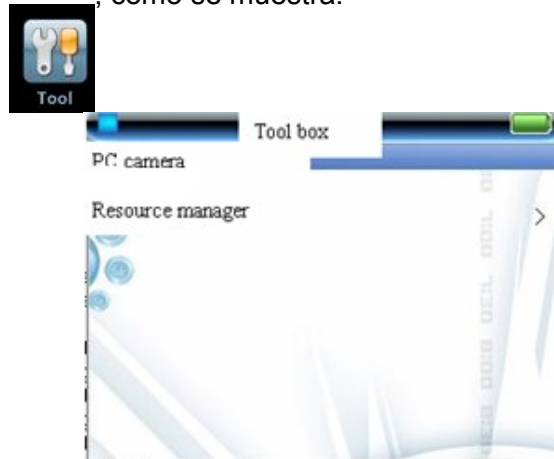 , como se muestra:
Tool
Tool box
PC camera
Resource manager
>